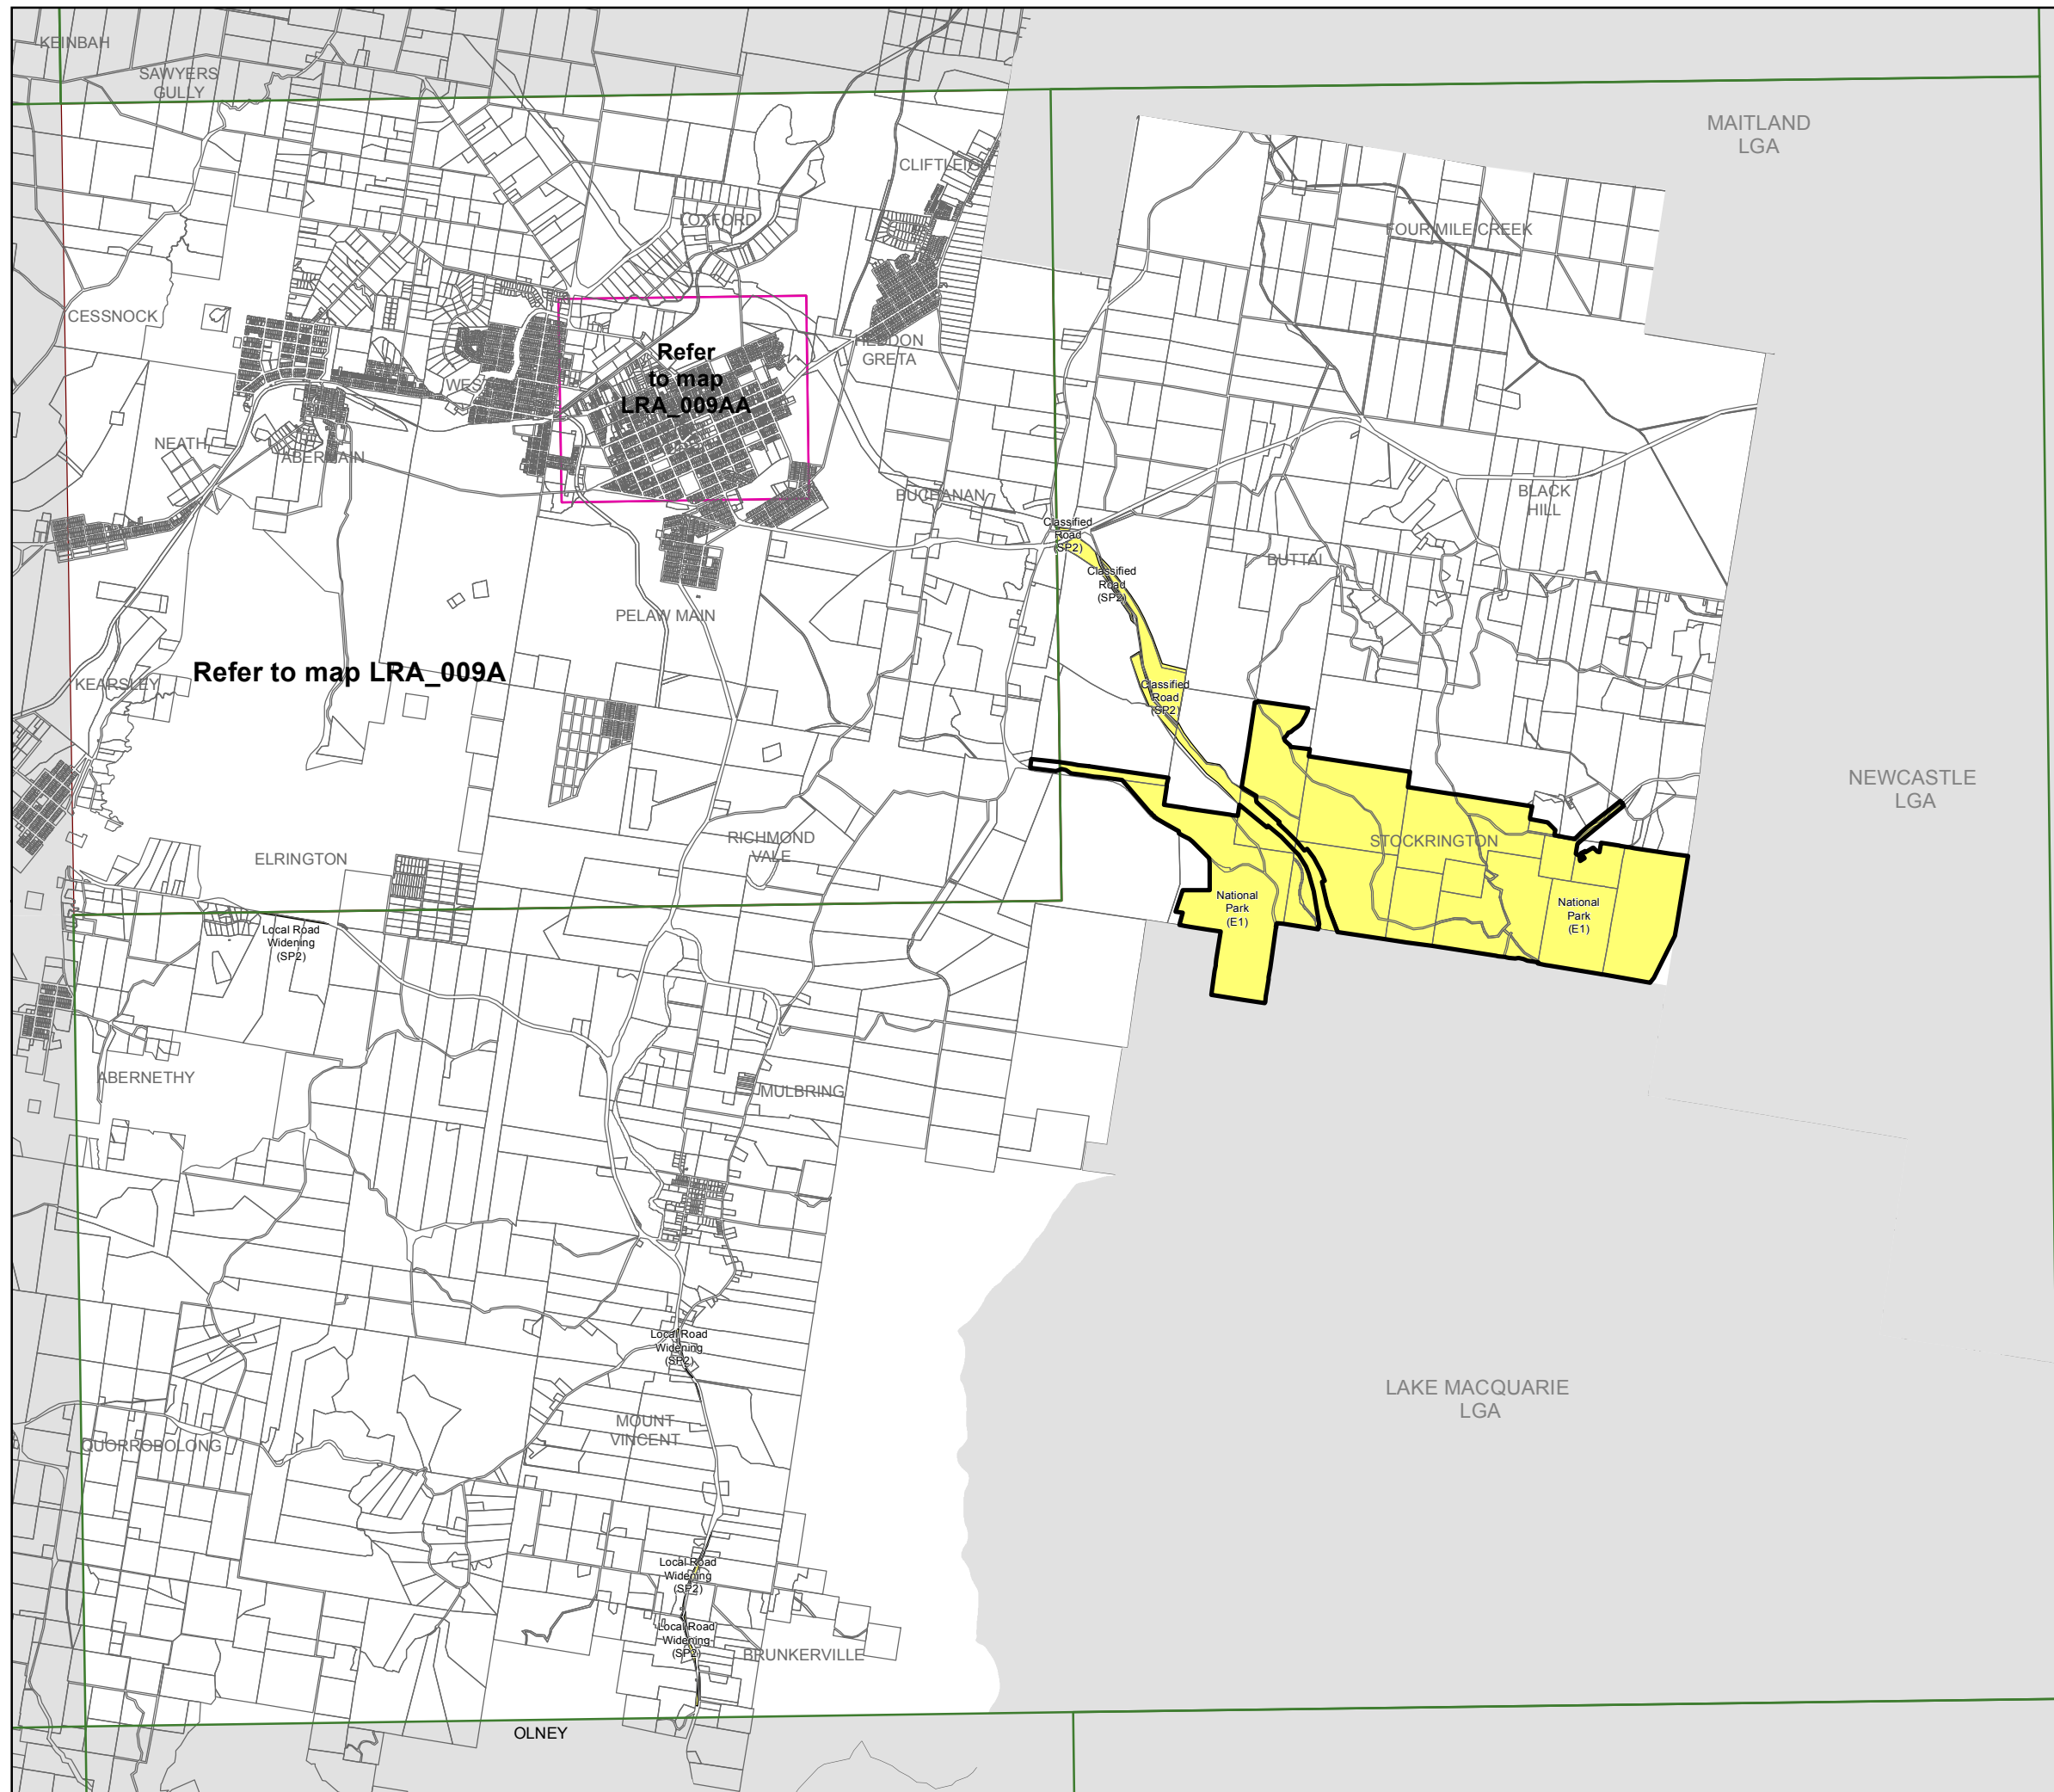 KEINBAH
SAWYERS
GULLY
MAITLAND
LGA
CLIFTLEIGH
LOXFORD
FOUR MILE CREEK
CESSNOCK
HEDDON
GRETA
Refer
to map
LRA_009AA
WEST
NEATH
ABERMAIN
BUCHANAN
BLACK
HILL
Classified
Road
(SP2)
BUTTAI
Classified
Road
(SP2)
PELAW MAIN
Refer to map LRA_009A
KEARSLEY
Classified
Road
(SP2)
NEWCASTLE
LGA
RICHMOND
VALE
STOCKRINGTON
ELRINGTON
National
Park
(E1)
National
Park
(E1)
Local Road
Widening
(SP2)
ABERNETHY
MULBRING
Local Road
Widening
(SP2)
LAKE MACQUARIE
LGA
MOUNT
VINCENT
QUORROBOLONG
Local Road
Widening
(SP2)
Local Road
Widening
(SP2)
BRUNKERVILLE
OLNEY